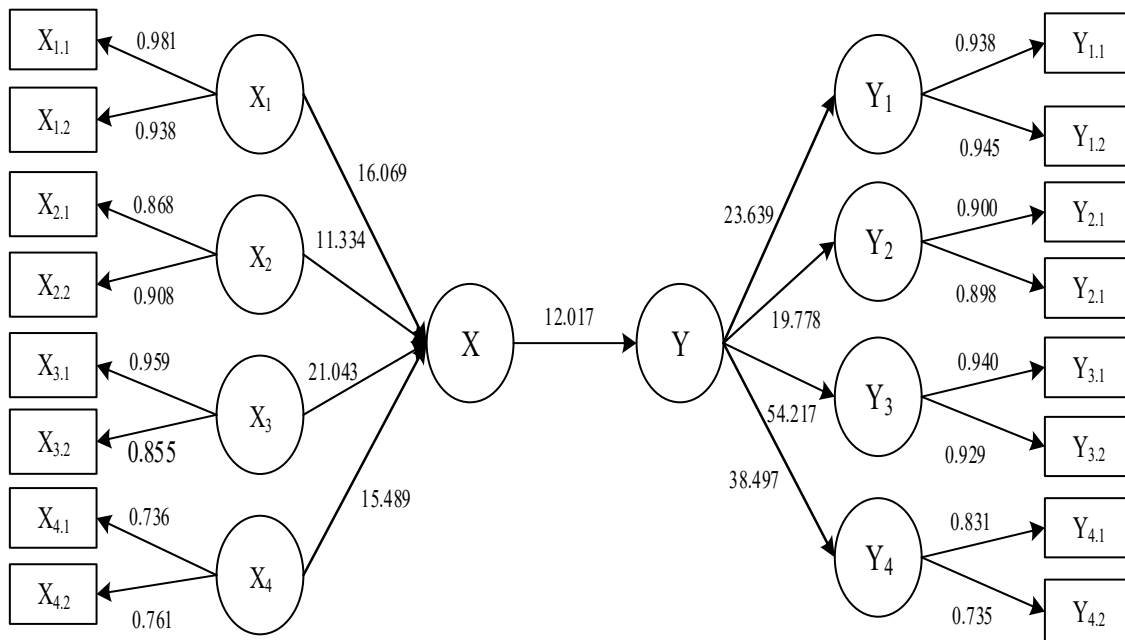 X1.1
0.981
X1
X1.2
0.938
16.069
X2.1
0.868
X2
X2.2
0.908
11.334
X3.1
0.959
X3
X3.2
0.855
21.043
X4.1
0.736
X4
X4.2
0.761
15.489
X
12.017
Y
23.639
19.778
54.217
38.497
Y1
0.938
Y1.1
0.945
Y1.2
Y2
0.900
Y2.1
0.898
Y2.1
Y3
0.940
Y3.1
0.929
Y3.2
Y4
0.831
Y4.1
0.735
Y4.2